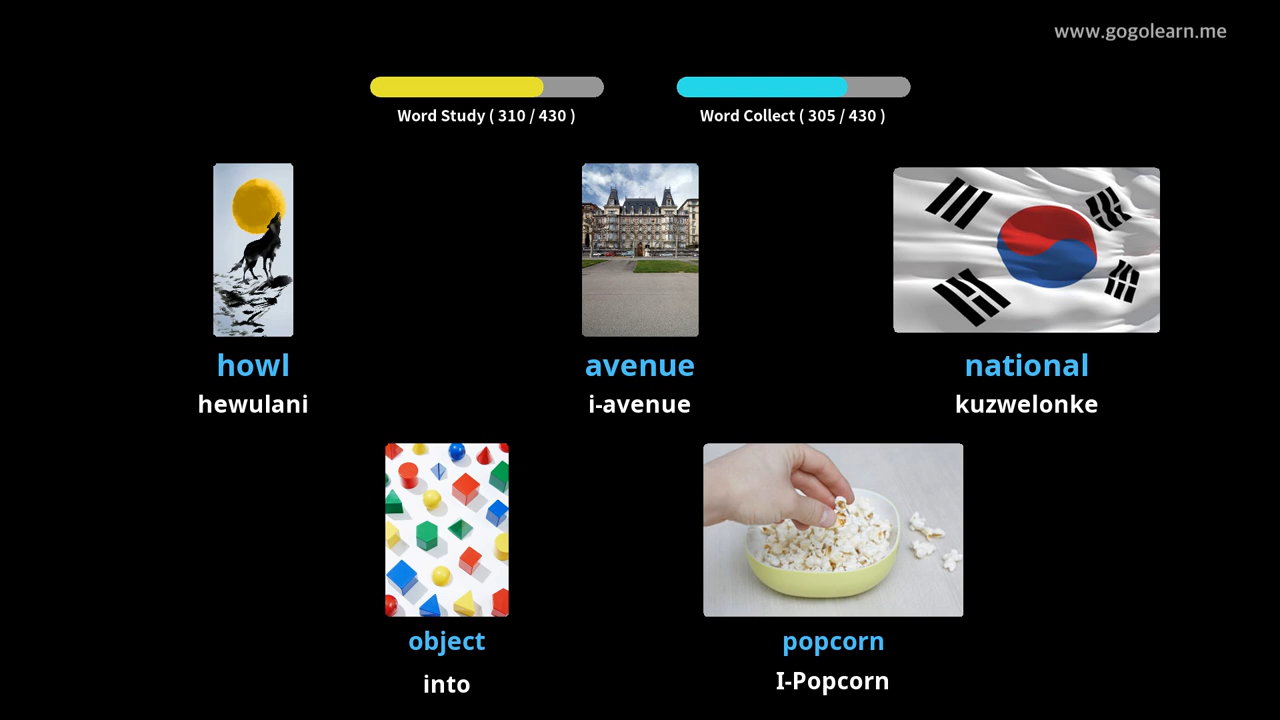 www.gogolearn.me
Word Study ( 310 / 430 )
Word Collect ( 305 / 430 )
howl
hewulani
avenue
i-avenue
national
kuzwelonke
object
into
popcorn
I-Popcorn